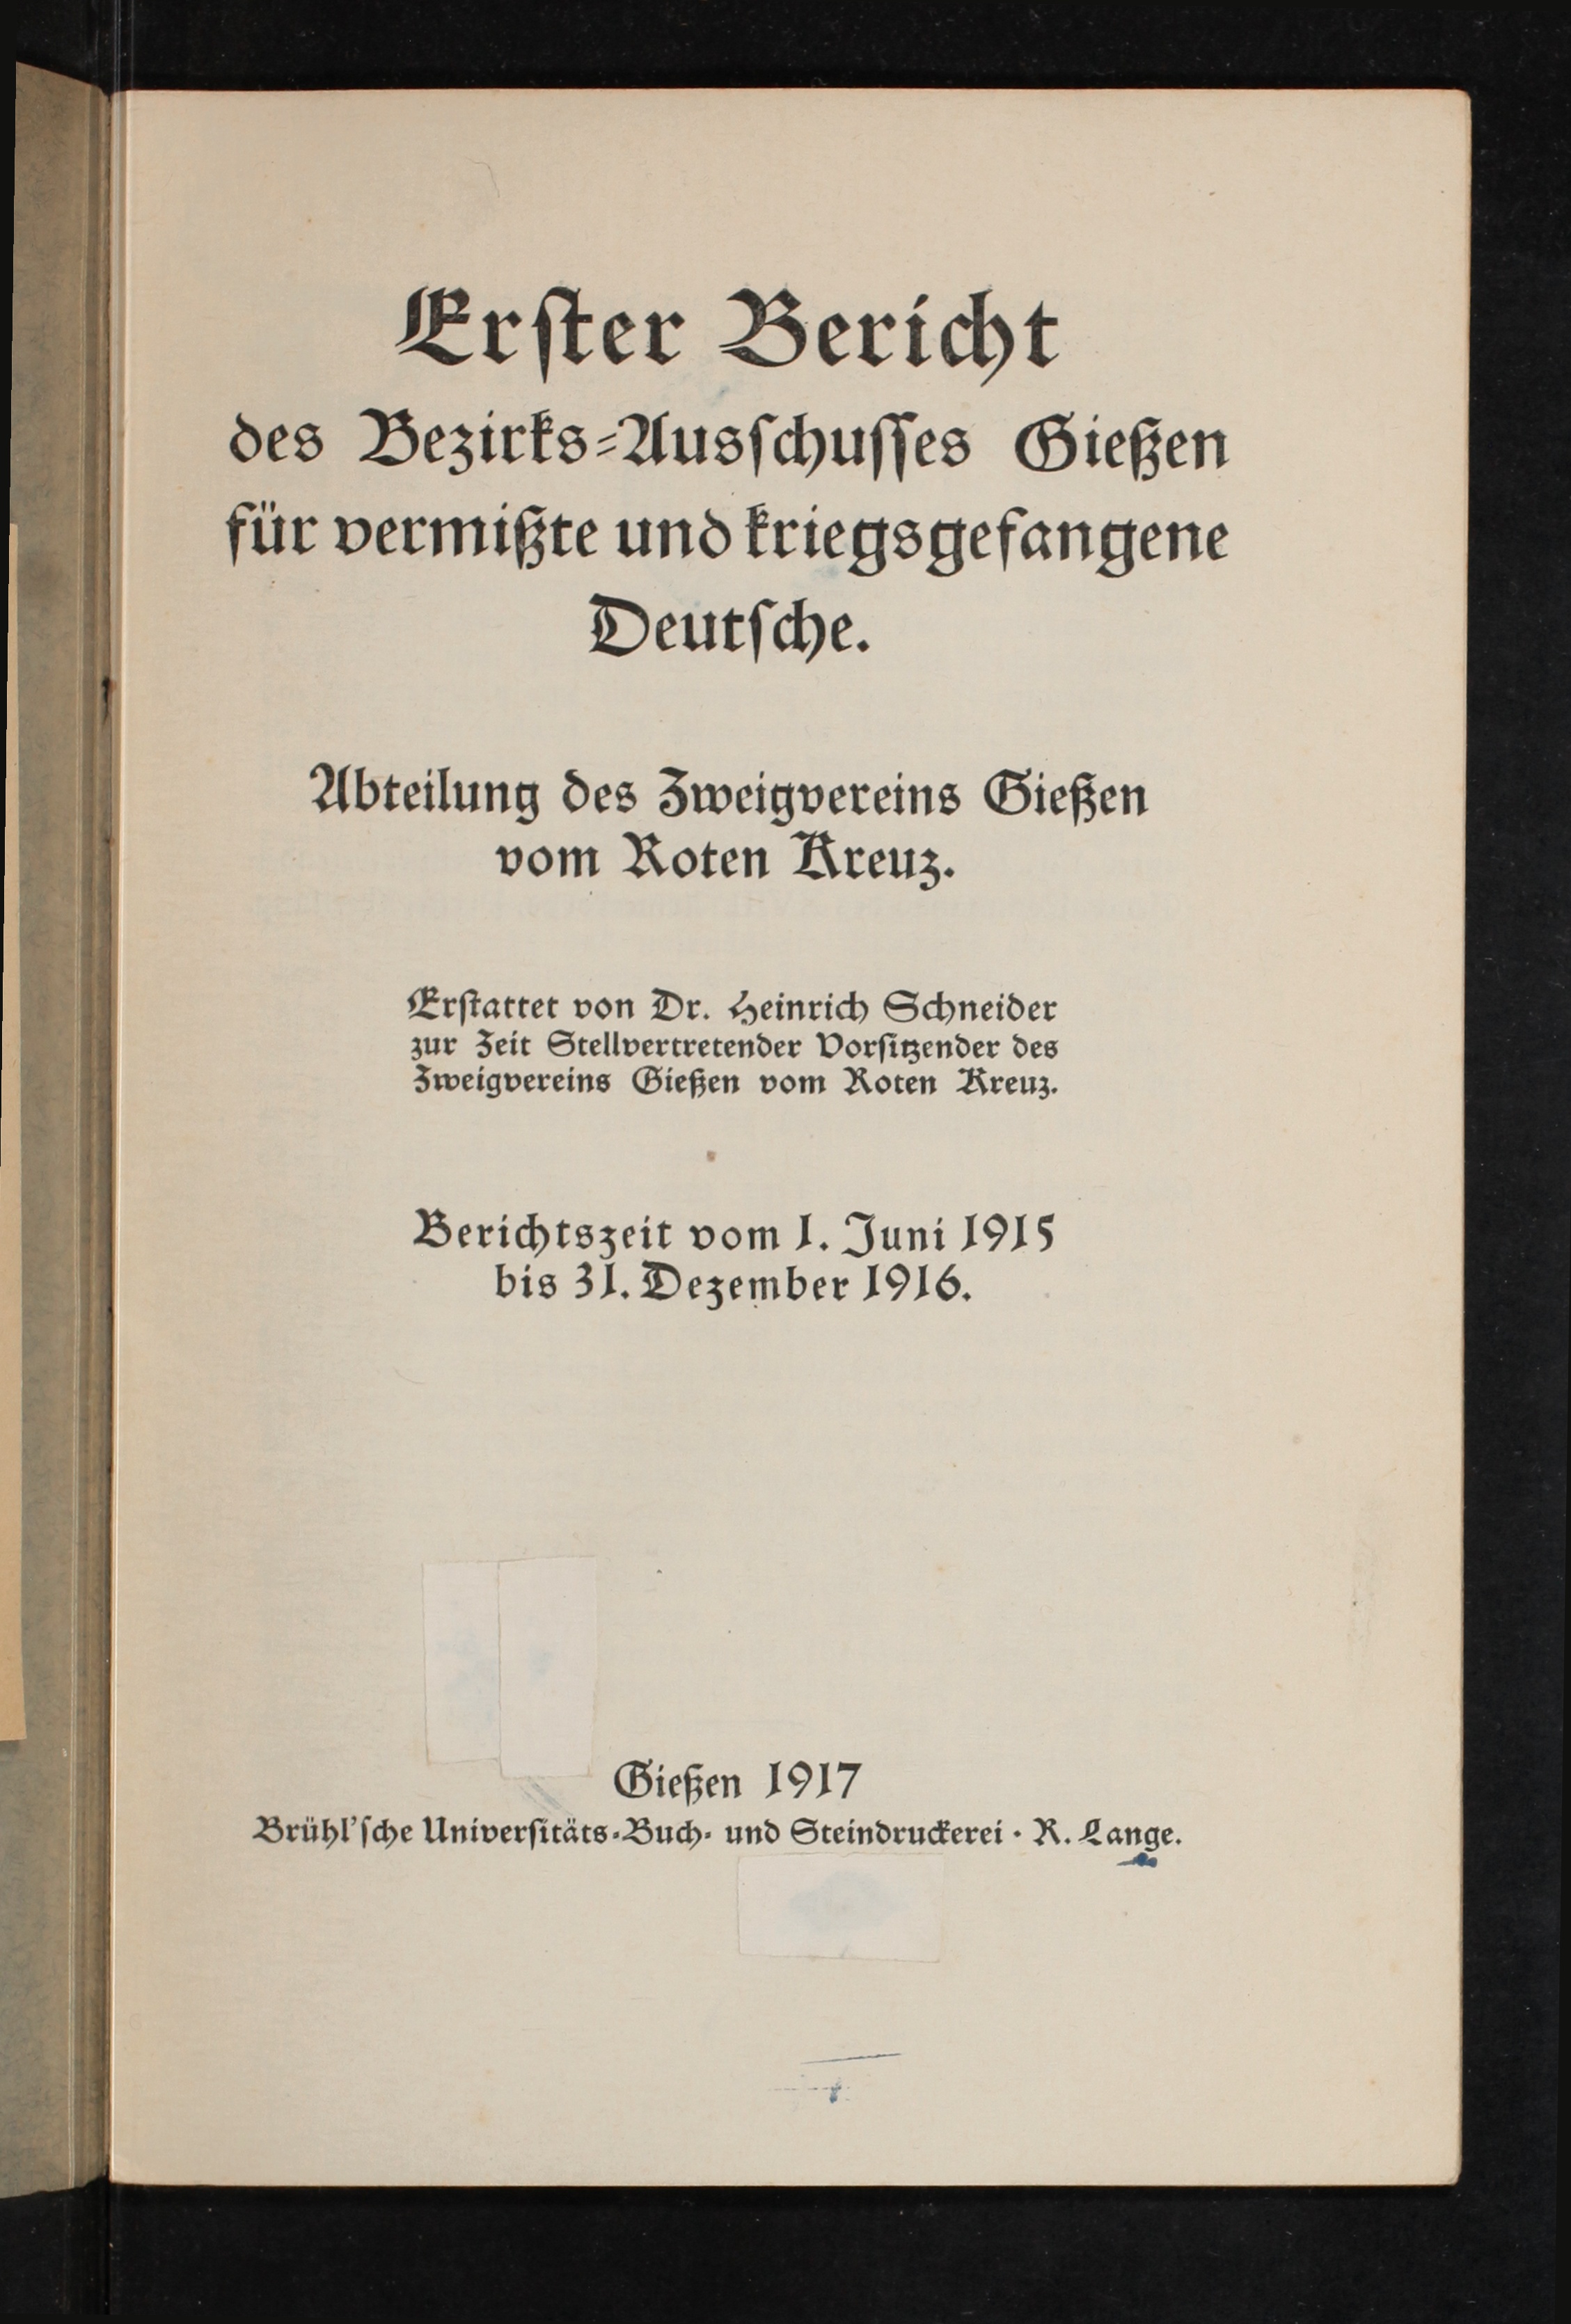 Erſter Bericht
des Bezirks-Ausſchuſſes Gießen
für vermißte und kriegsgefangene
Deutſche.
Abteilung des Zweigvereins Gießen
vom Roten Kreuz.
Erſtattet von Dr. Heinrich Schneider
zur Zeit Stellvertretender Vorſitzender des
Zweigvereins Gießen vom Roten Kreuz.
Berichtszeit vom 1. Juni 1915
bis 31. Dezember 1916.
Gießen 1917
Brühl'ſche Univerſitäts-Buch- und Steindruckerei · R. Lange.